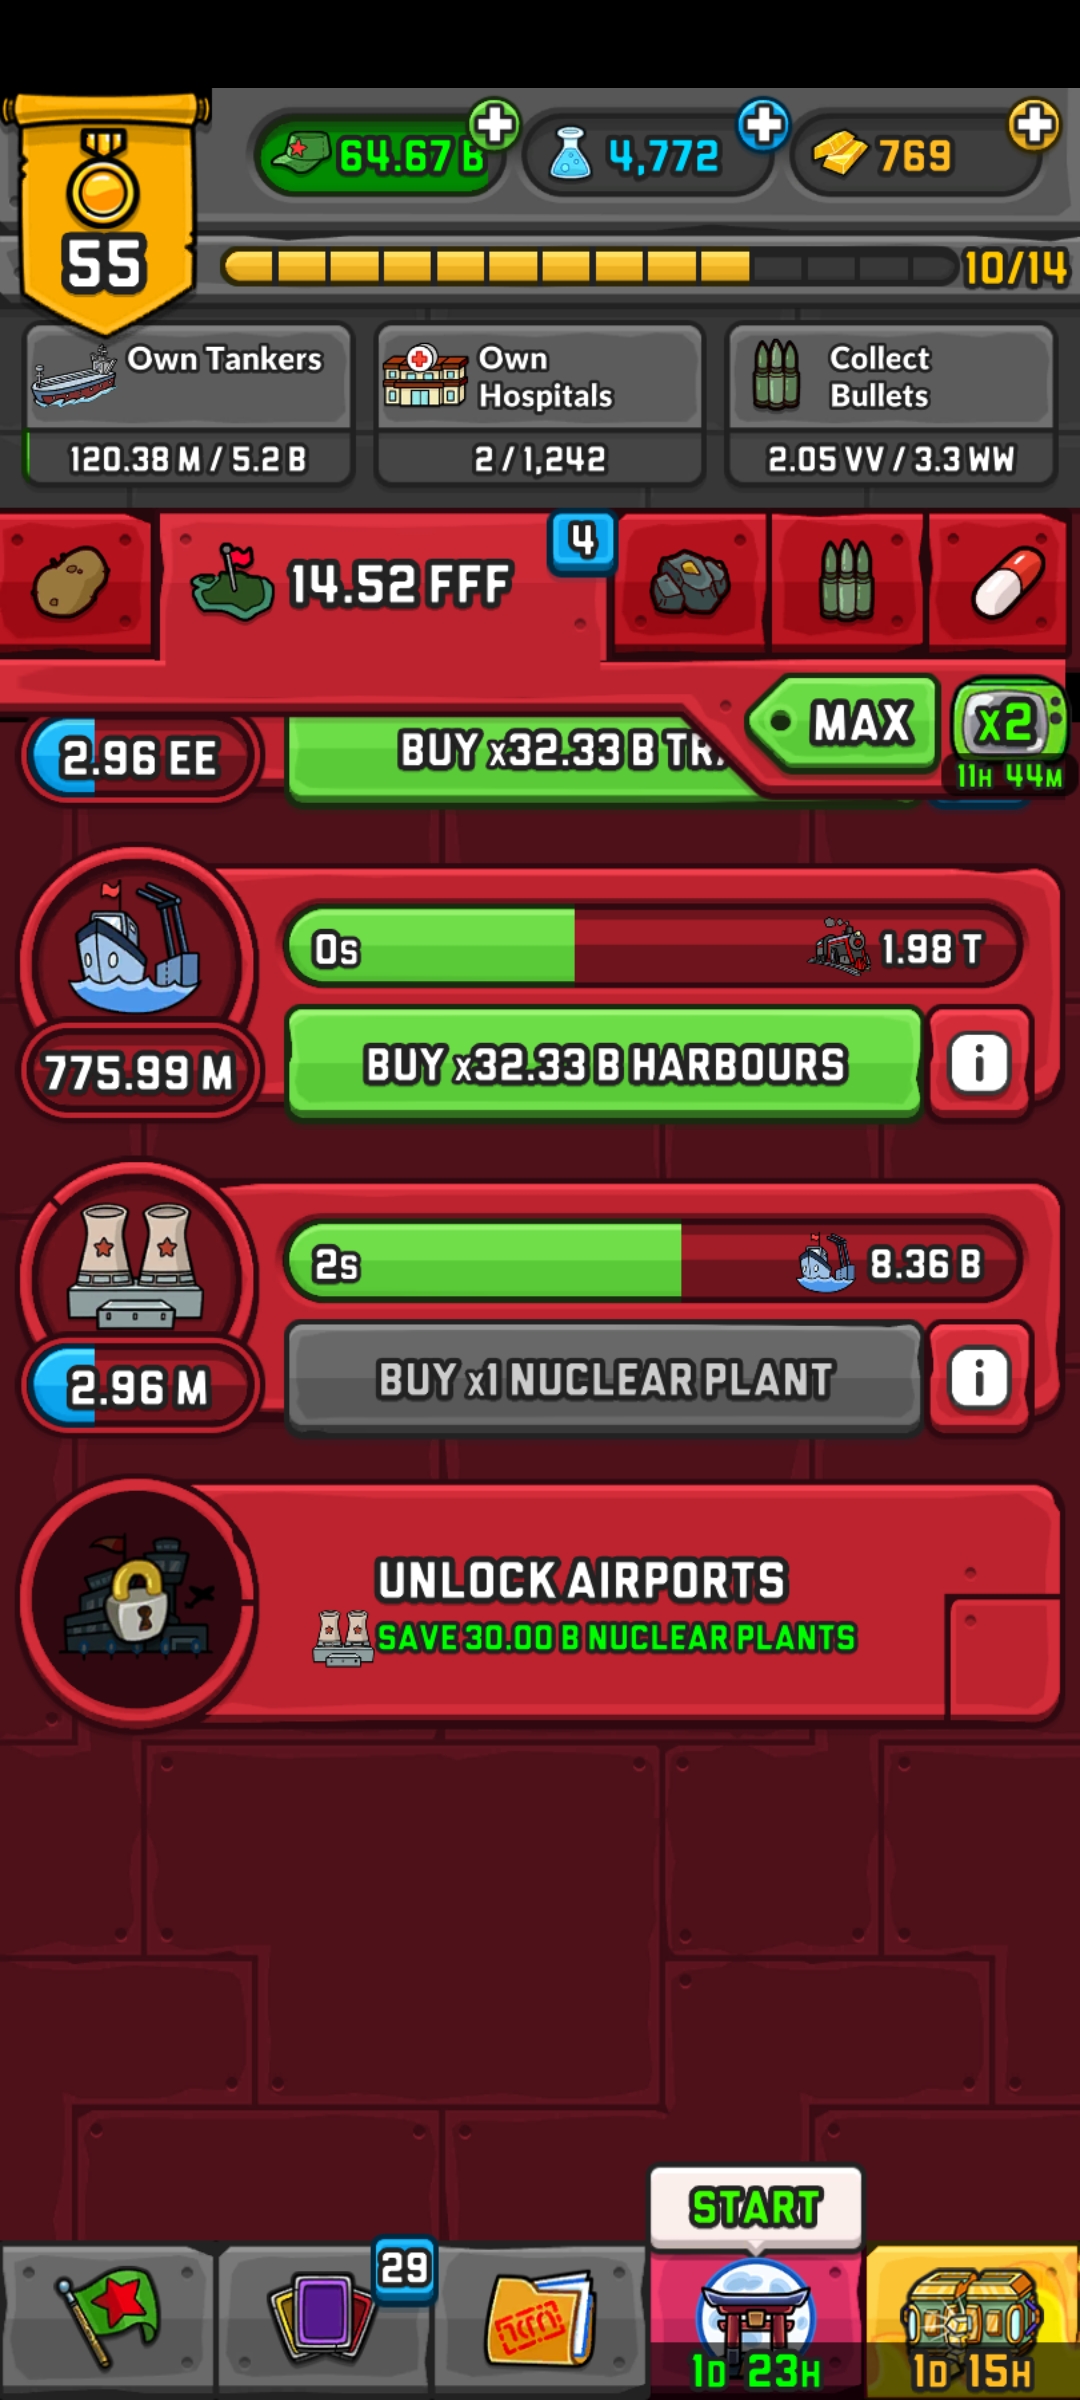 55
64.67 B
4,772
769
10/14
Own Tankers
120.38 M / 5.2 B
Own
Hospitals
2 / 1,242
Collect
Bullets
2.05 VV / 3.3 WW
14.52 FFF
4
MAX
x2
11H 44M
2.96 EE
BUY x32.33 B
0s
1.98 T
775.99 M
BUY x32.33 B HARBOURS
i
2s
8.36 B
2.96 M
BUY x1 NUCLEAR PLANT
i
UNLOCK AIRPORTS
SAVE 30.00 B NUCLEAR PLANTS
START
29
1D 23H
1D 15H